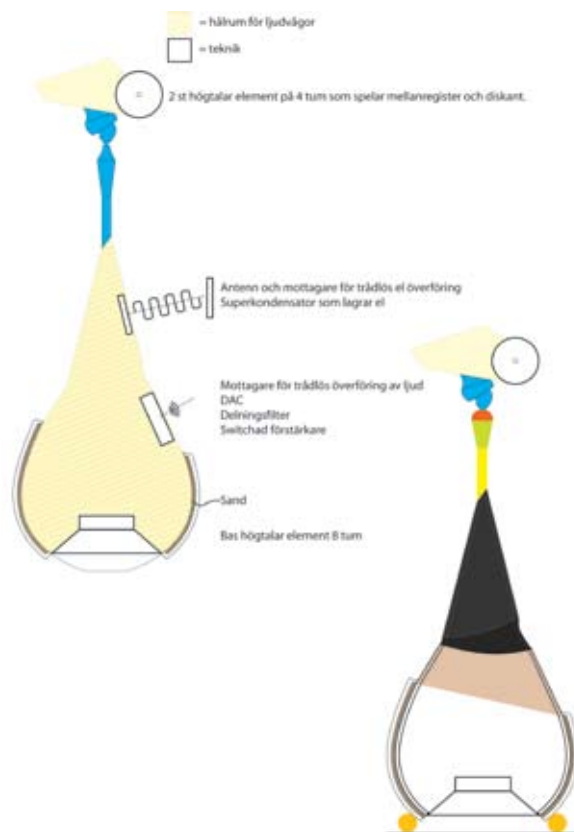 = hålrum för ljudvågor
= teknik
2 st högtalar element på 4 tum som spelar mellanregister och diskant.
Antenn och mottagare för trådlös el överföring
Superkondensator som lagrar el
Mottagare för trådlös överföring av ljud
DAC
Delningsfilter
Switchad förstärkare
Sand
Bas högtalar element 8 tum